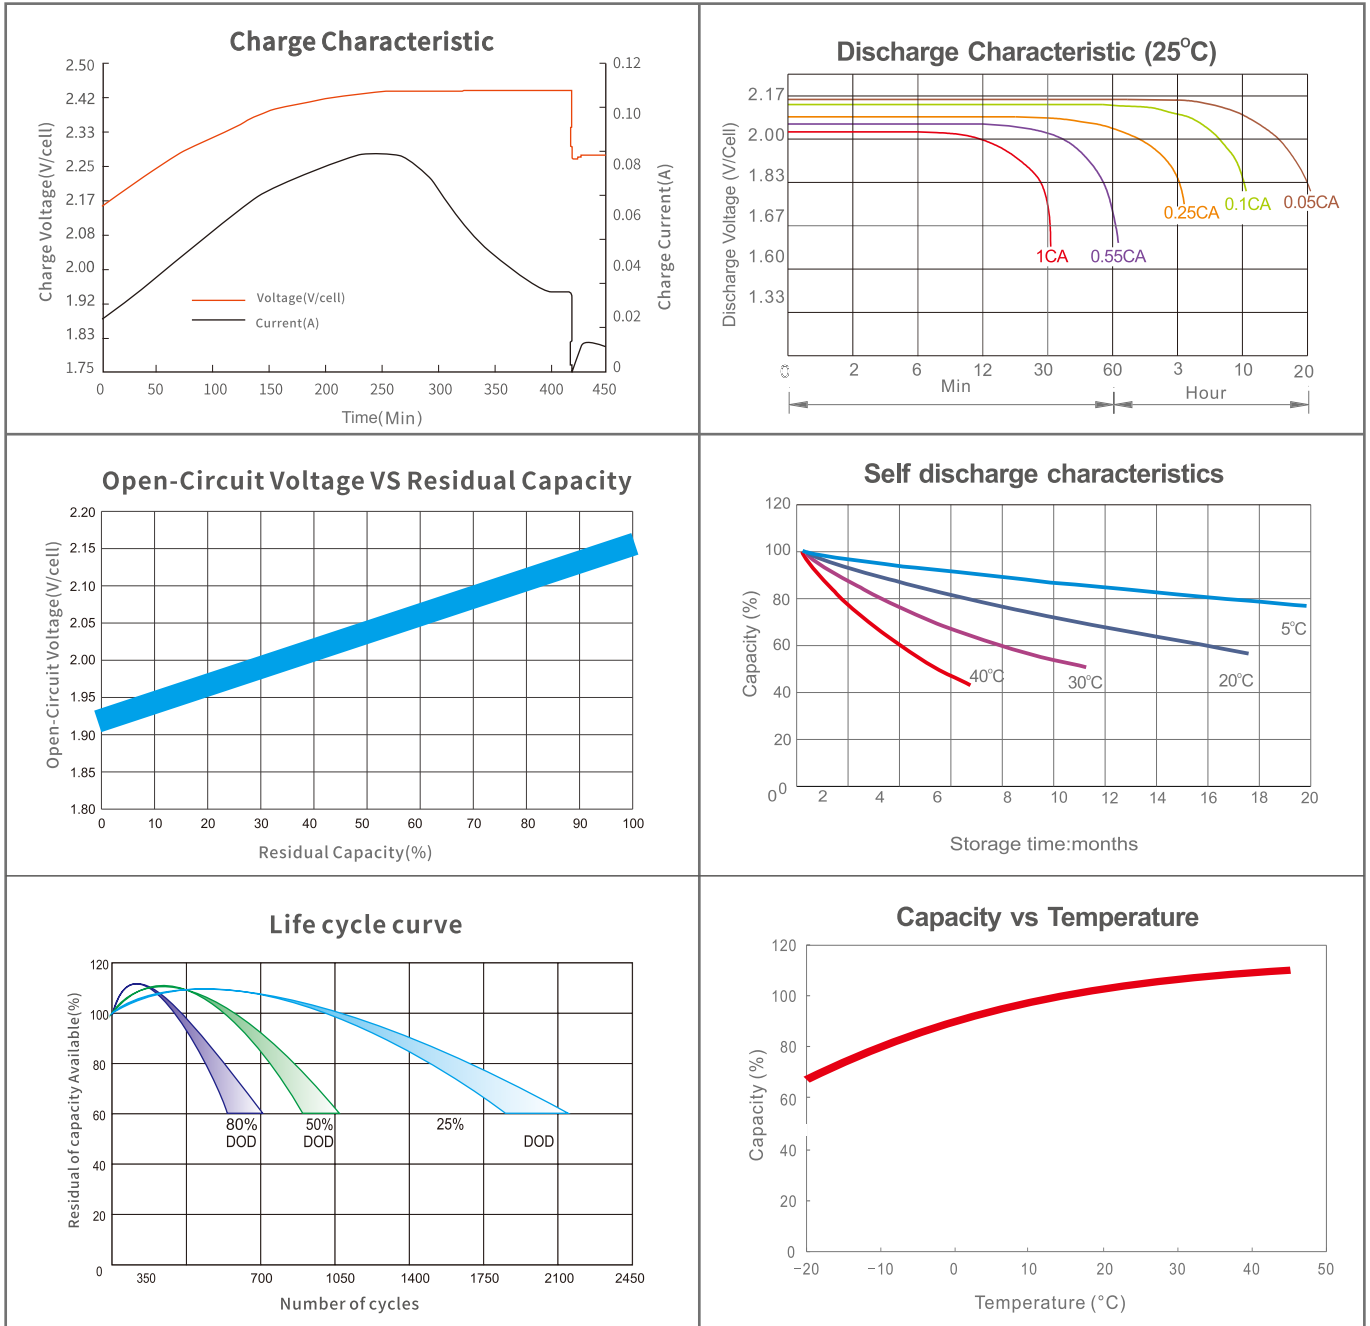 Charge Characteristic
2.50
2.42
2.33
2.25
2.17
2.08
2.00
1.92
1.83
1.75
Charge Voltage(V/cell)
0.12
0.10
0.08
0.06
0.04
0.02
0
Charge Current(A)
Voltage(V/cell)
Current(A)
0 50 100 150 200 250 300 350 400 450
Time(Min)
Discharge Characteristic (25°C)
2.17
2.00
1.83
1.67
1.60
1.33
Discharge Voltage (V/Cell)
1CA
0.55CA
0.25CA
0.1CA
0.05CA
0 2 6 12 30 60 3 10 20
Min
Hour
Open-Circuit Voltage VS Residual Capacity
2.20
2.15
2.10
2.05
2.00
1.95
1.90
1.85
1.80
Open-Circuit Voltage(V/cell)
0 10 20 30 40 50 60 70 80 90 100
Residual Capacity(%)
Self discharge characteristics
120
100
80
60
40
20
0
Capacity (%)
5°C
20°C
30°C
40°C
0 2 4 6 8 10 12 14 16 18 20
Storage time:months
Life cycle curve
120
100
80
60
40
20
0
Residual of capacity Available(%)
80%
DOD
50%
DOD
25%
DOD
350 700 1050 1400 1750 2100 2450
Number of cycles
Capacity vs Temperature
120
100
80
60
40
20
0
Capacity (%)
−20 −10 0 10 20 30 40 50
Temperature (°C)